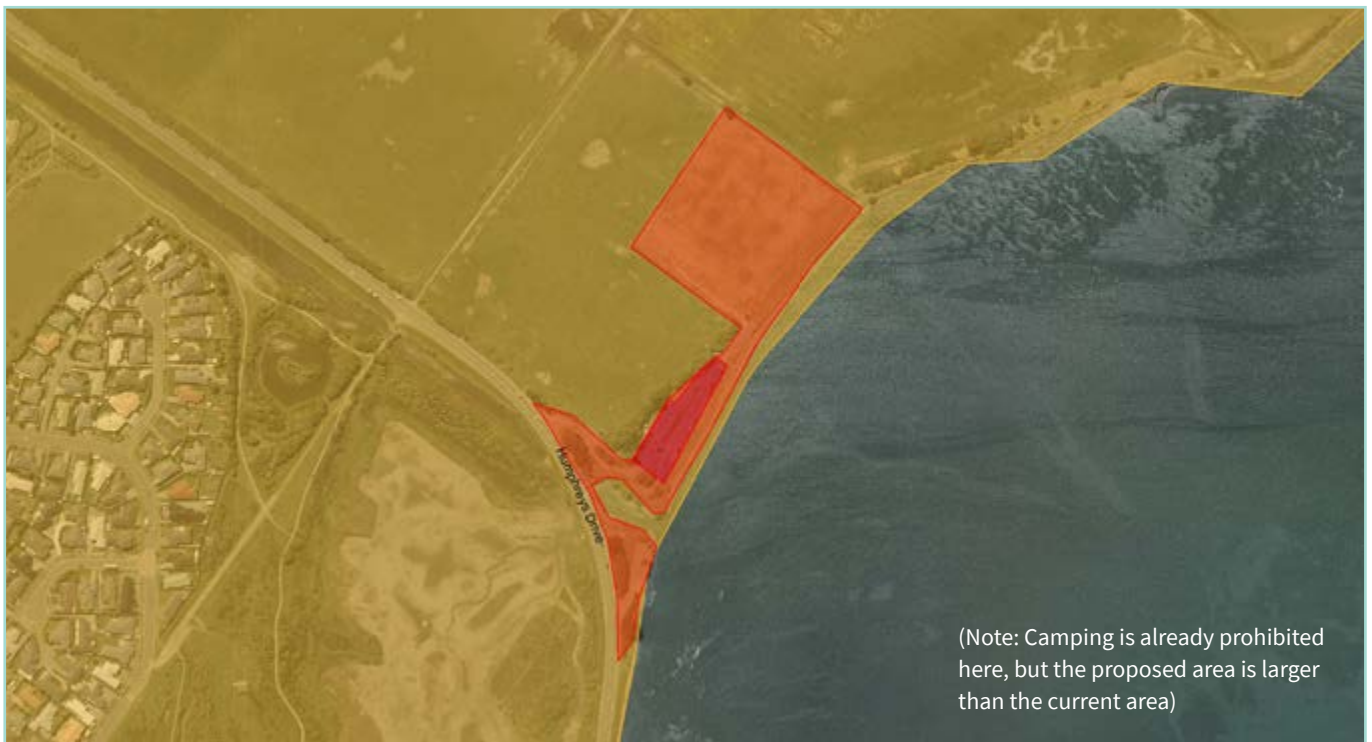 Humphreys Drive
(Note: Camping is already prohibited
here, but the proposed area is larger
than the current area)